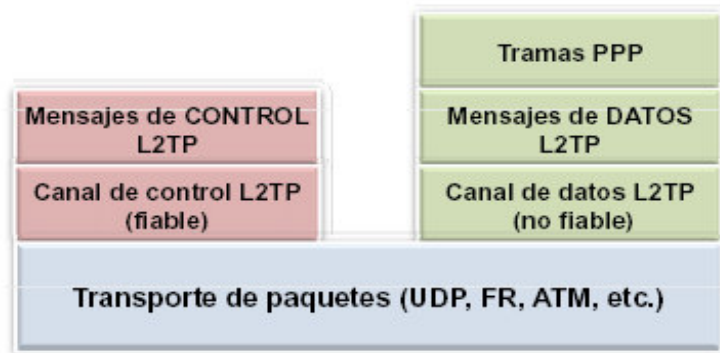 Tramas PPP
Mensajes de CONTROL
L2TP
Mensajes de DATOS
L2TP
Canal de control L2TP
(fiable)
Canal de datos L2TP
(no fiable)
Transporte de paquetes (UDP, FR, ATM, etc.)